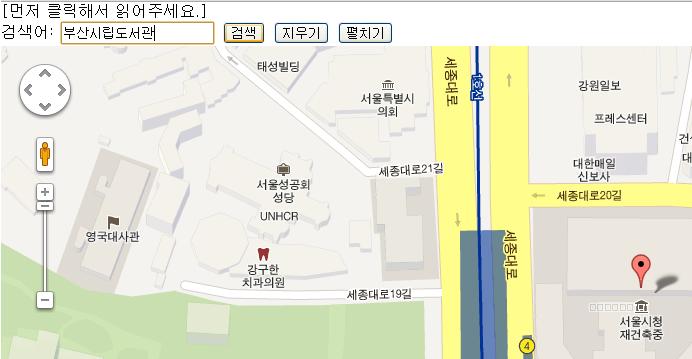 [먼저 클릭해서 읽어주세요.]
검색어: 부산시립도서괜 검색 지우기 펼치기
태성빌딩
서울특별시
의회
세종대로
1호선
강원일보
프레스센터
대한매일
신보사
세종대로21길
세종대로20길
서울성공회
성당
UNHCR
영국대사관
세종대로
강구한
치과의원
세종대로19길
서울시청
재건축중
4